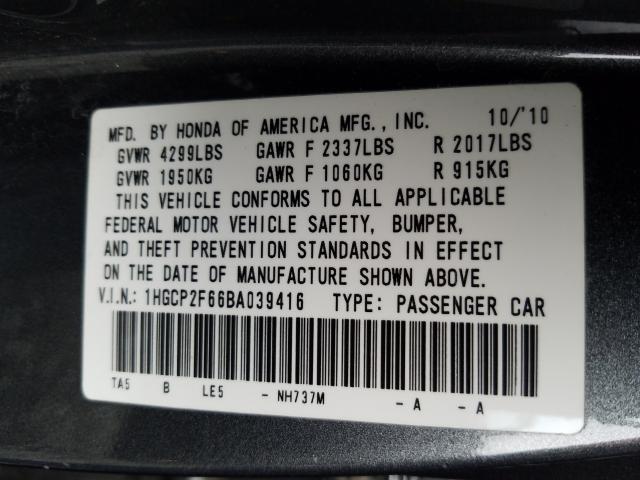 MFD. BY HONDA OF AMERICA MFG., INC. 10/'10
GVWR 4299LBS GAWR F 2337LBS R 2017LBS
GVWR 1950KG GAWR F 1060KG R 915KG
THIS VEHICLE CONFORMS TO ALL APPLICABLE
FEDERAL MOTOR VEHICLE SAFETY, BUMPER,
AND THEFT PREVENTION STANDARDS IN EFFECT
ON THE DATE OF MANUFACTURE SHOWN ABOVE.
V.I.N.: 1HGCP2F66BA039416 TYPE: PASSENGER CAR
TA5 B LE5 - NH737M - A - A